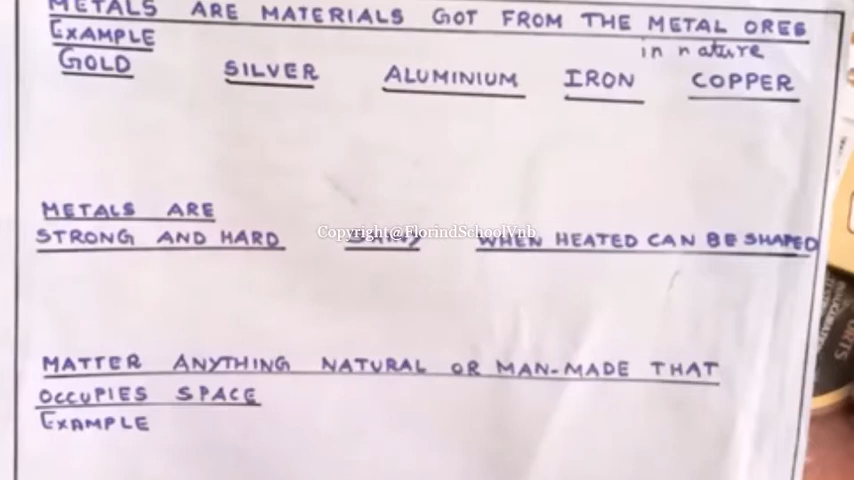 METALS ARE MATERIALS GOT FROM THE METAL ORES
in nature
EXAMPLE
GOLD SILVER ALUMINIUM IRON COPPER
METALS ARE
STRONG AND HARD WHEN HEATED CAN BE SHAPED
Copyright@FlorindSchoolVnb
MATTER ANYTHING NATURAL OR MAN-MADE THAT
OCCUPIES SPACE
EXAMPLE